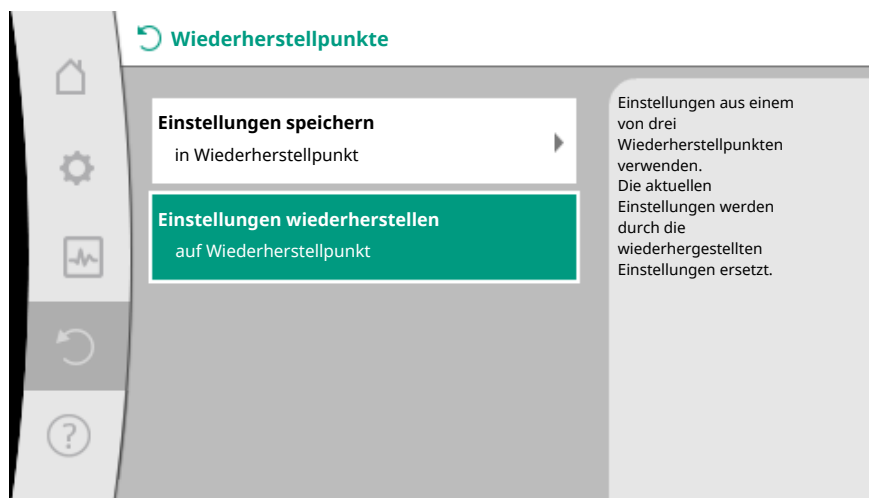 Wiederherstellpunkte
Einstellungen speichern
in Wiederherstellpunkt
Einstellungen wiederherstellen
auf Wiederherstellpunkt
Einstellungen aus einem
von drei
Wiederherstellpunkten
verwenden.
Die aktuellen
Einstellungen werden
durch die
wiederhergestellten
Einstellungen ersetzt.
?